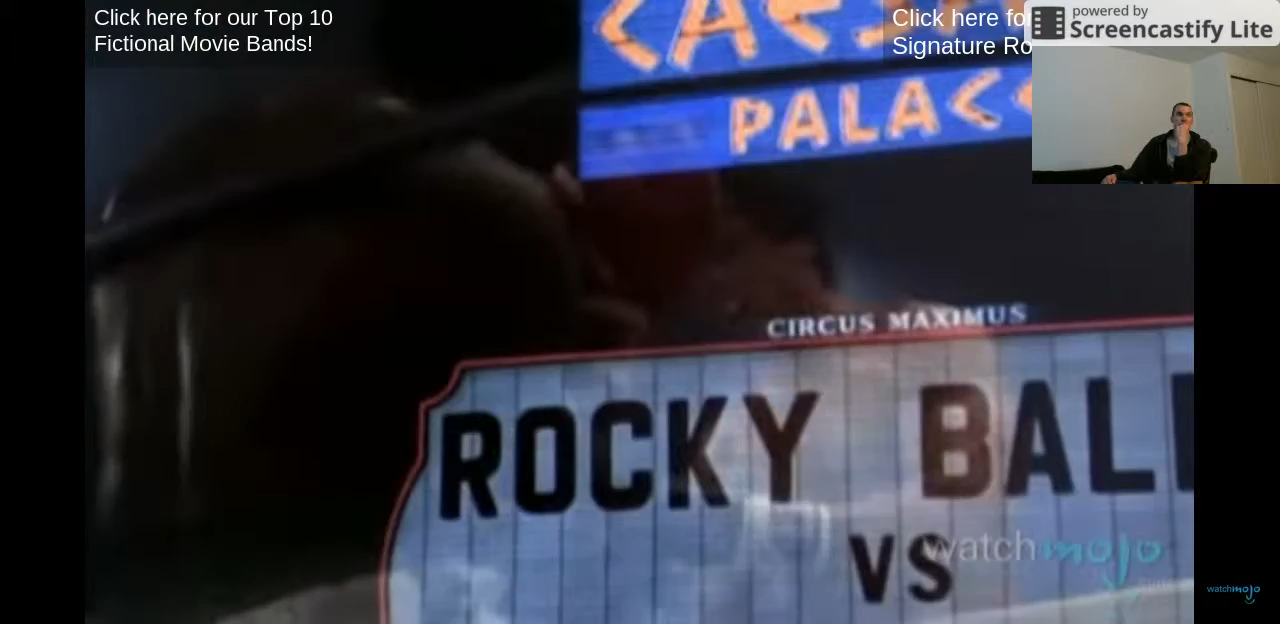 Click here for our Top 10
Fictional Movie Bands!
Click here fo
Signature Ro
powered by
Screencastify Lite
CAES
PALAC
CIRCUS MAXIMUS
ROCKY BAL
VS
watchmojo
watchmojo